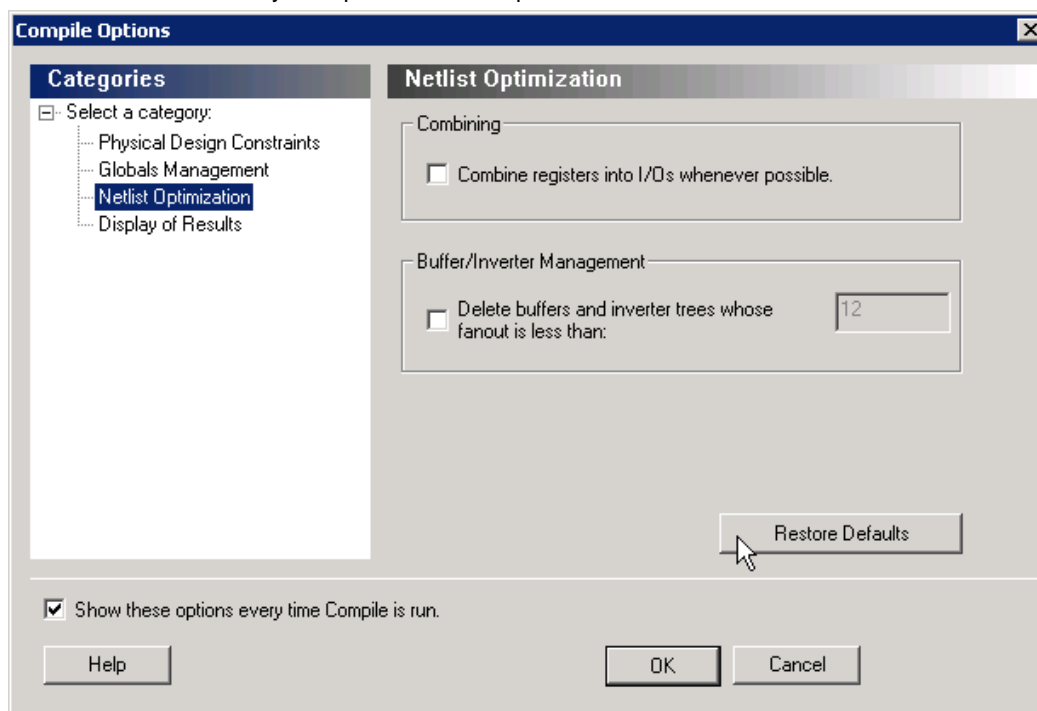 Compile Options
Categories
Select a category:
Physical Design Constraints
Globals Management
Netlist Optimization
Display of Results
Netlist Optimization
Combining
Combine registers into I/Os whenever possible.
Buffer/Inverter Management
Delete buffers and inverter trees whose
fanout is less than:
12
Restore Defaults
Show these options every time Compile is run.
Help
OK
Cancel